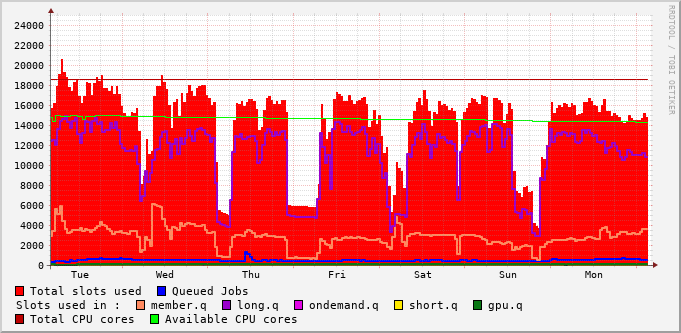 RRDTOOL / TOBI OETIKER
24000
22000
20000
18000
16000
14000
12000
10000
8000
6000
4000
2000
0
Tue Wed Thu Fri Sat Sun Mon
Total slots used Queued Jobs
Slots used in : member.q long.q ondemand.q short.q gpu.q
Total CPU cores Available CPU cores